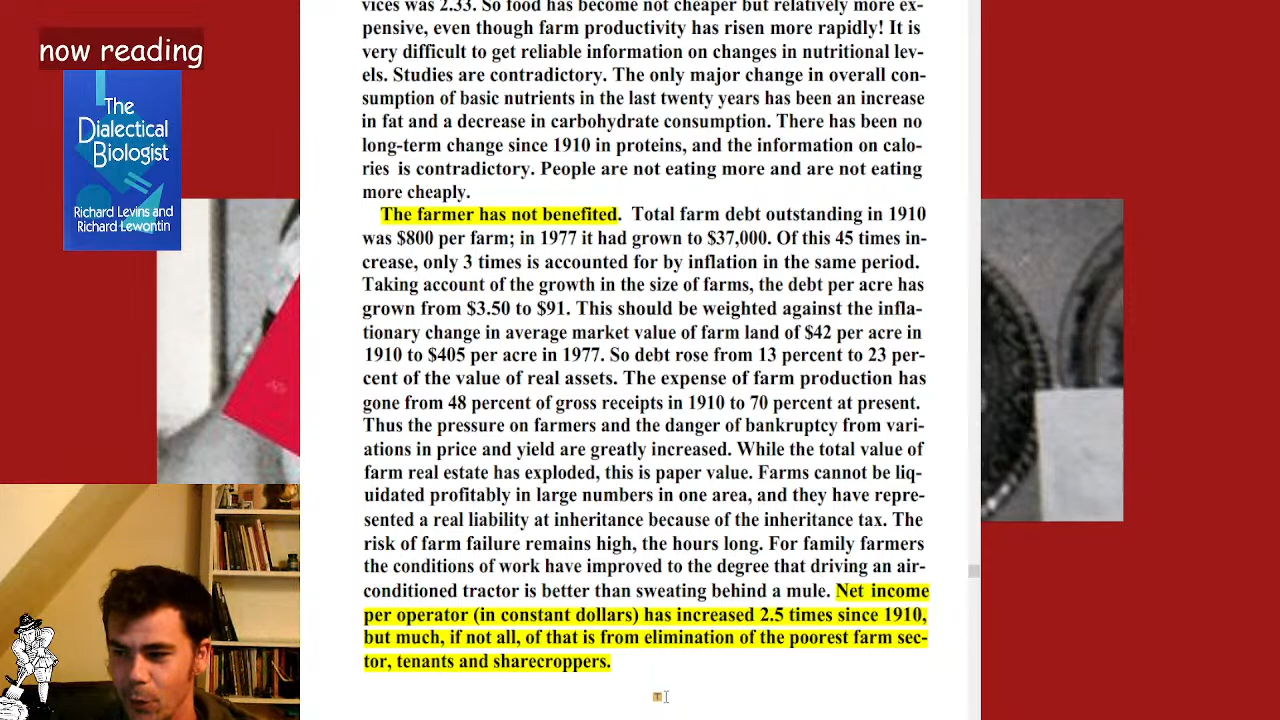 now reading
The
Dialectical
Biologist
Richard Levins and
Richard Lewontin
vices was 2.33. So food has become not cheaper but relatively more ex-
pensive, even though farm productivity has risen more rapidly! It is
very difficult to get reliable information on changes in nutritional lev-
els. Studies are contradictory. The only major change in overall con-
sumption of basic nutrients in the last twenty years has been an increase
in fat and a decrease in carbohydrate consumption. There has been no
long-term change since 1910 in proteins, and the information on calo-
ries is contradictory. People are not eating more and are not eating
more cheaply.
The farmer has not benefited. Total farm debt outstanding in 1910
was $800 per farm; in 1977 it had grown to $37,000. Of this 45 times in-
crease, only 3 times is accounted for by inflation in the same period.
Taking account of the growth in the size of farms, the debt per acre has
grown from $3.50 to $91. This should be weighted against the infla-
tionary change in average market value of farm land of $42 per acre in
1910 to $405 per acre in 1977. So debt rose from 13 percent to 23 per-
cent of the value of real assets. The expense of farm production has
gone from 48 percent of gross receipts in 1910 to 70 percent at present.
Thus the pressure on farmers and the danger of bankruptcy from vari-
ations in price and yield are greatly increased. While the total value of
farm real estate has exploded, this is paper value. Farms cannot be liq-
uidated profitably in large numbers in one area, and they have repre-
sented a real liability at inheritance because of the inheritance tax. The
risk of farm failure remains high, the hours long. For family farmers
the conditions of work have improved to the degree that driving an air-
conditioned tractor is better than sweating behind a mule. Net income
per operator (in constant dollars) has increased 2.5 times since 1910,
but much, if not all, of that is from elimination of the poorest farm sec-
tor, tenants and sharecroppers.